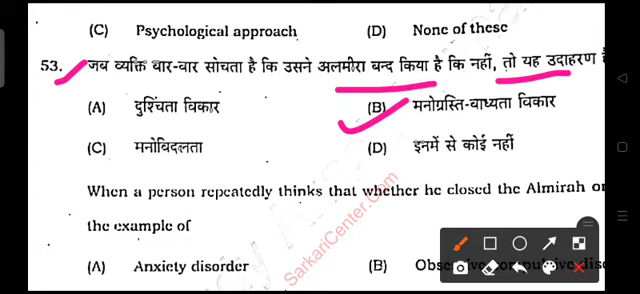 (C) Psychological approach (D) None of these
53. जब व्यक्ति बार-बार सोचता है कि उसने अलमीरा बन्द किया है कि नहीं, तो यह उदाहरण
(A) दुश्चिंता विकार (B) मनोग्रस्ति-बाध्यता विकार
(C) मनोविदलता (D) इनमें से कोई नहीं
When a person repeatedly thinks that whether he closed the Almirah or
the example of
(A) Anxiety disorder (B)
SarkariCenter.Com